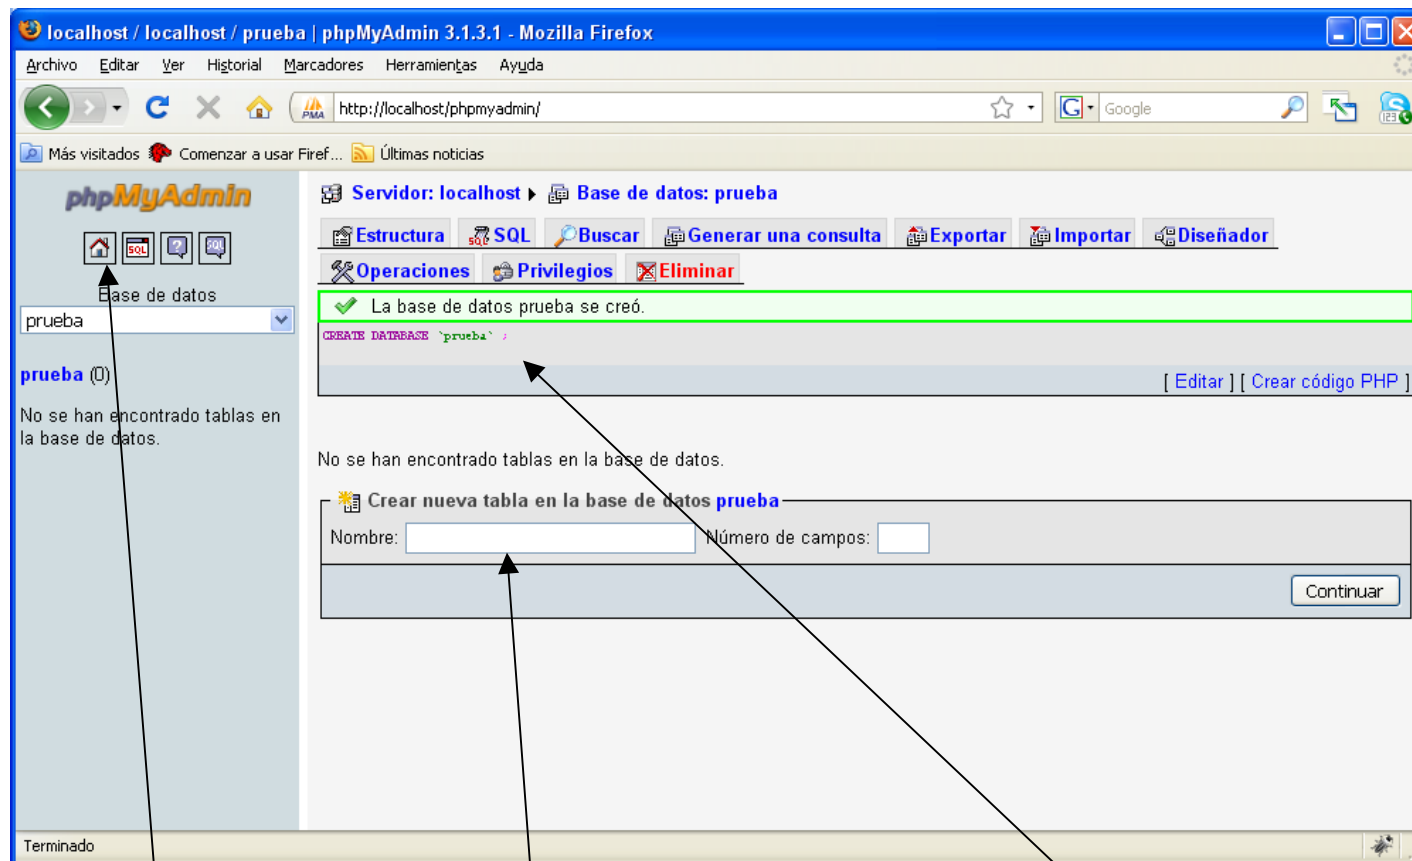 localhost / localhost / prueba | phpMyAdmin 3.1.3.1 - Mozilla Firefox
Archivo Editar Ver Historial Marcadores Herramientas Ayuda
PMA http://localhost/phpmyadmin/ G Google 123
Más visitados Comenzar a usar Firef... Últimas noticias
phpMyAdmin
SQL ? SQL
Base de datos
prueba
prueba (0)
No se han encontrado tablas en
la base de datos.
Servidor: localhost Base de datos: prueba
Estructura SQL Buscar Generar una consulta Exportar Importar Diseñador
Operaciones Privilegios Eliminar
La base de datos prueba se creó.
CREATE DATABASE `prueba` ;
[ Editar ] [ Crear código PHP ]
No se han encontrado tablas en la base de datos.
Crear nueva tabla en la base de datos prueba
Nombre: Número de campos:
Continuar
Terminado